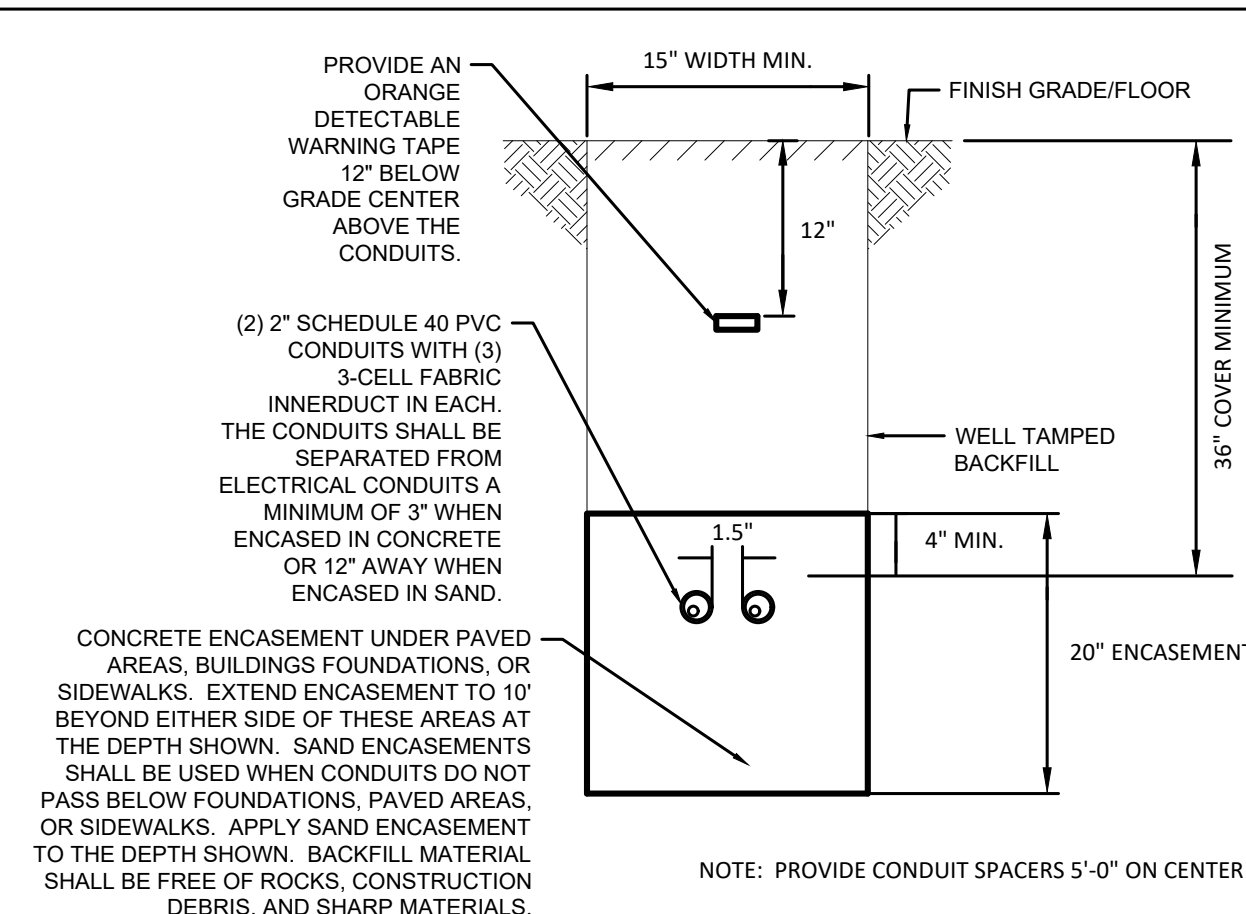 PROVIDE AN
ORANGE
DETECTABLE
WARNING TAPE
12" BELOW
GRADE CENTER
ABOVE THE
CONDUITS.
15" WIDTH MIN.
FINISH GRADE/FLOOR
12"
36" COVER MINIMUM
(2) 2" SCHEDULE 40 PVC
CONDUITS WITH (3)
3-CELL FABRIC
INNERDUCT IN EACH.
THE CONDUITS SHALL BE
SEPARATED FROM
ELECTRICAL CONDUITS A
MINIMUM OF 3" WHEN
ENCASED IN CONCRETE
OR 12" AWAY WHEN
ENCASED IN SAND.
WELL TAMPED
BACKFILL
1.5"
4" MIN.
20" ENCASEMENT
CONCRETE ENCASEMENT UNDER PAVED
AREAS, BUILDINGS FOUNDATIONS, OR
SIDEWALKS. EXTEND ENCASEMENT TO 10'
BEYOND EITHER SIDE OF THESE AREAS AT
THE DEPTH SHOWN. SAND ENCASEMENTS
SHALL BE USED WHEN CONDUITS DO NOT
PASS BELOW FOUNDATIONS, PAVED AREAS,
OR SIDEWALKS. APPLY SAND ENCASEMENT
TO THE DEPTH SHOWN. BACKFILL MATERIAL
SHALL BE FREE OF ROCKS, CONSTRUCTION
DEBRIS, AND SHARP MATERIALS.
NOTE: PROVIDE CONDUIT SPACERS 5'-0" ON CENTER